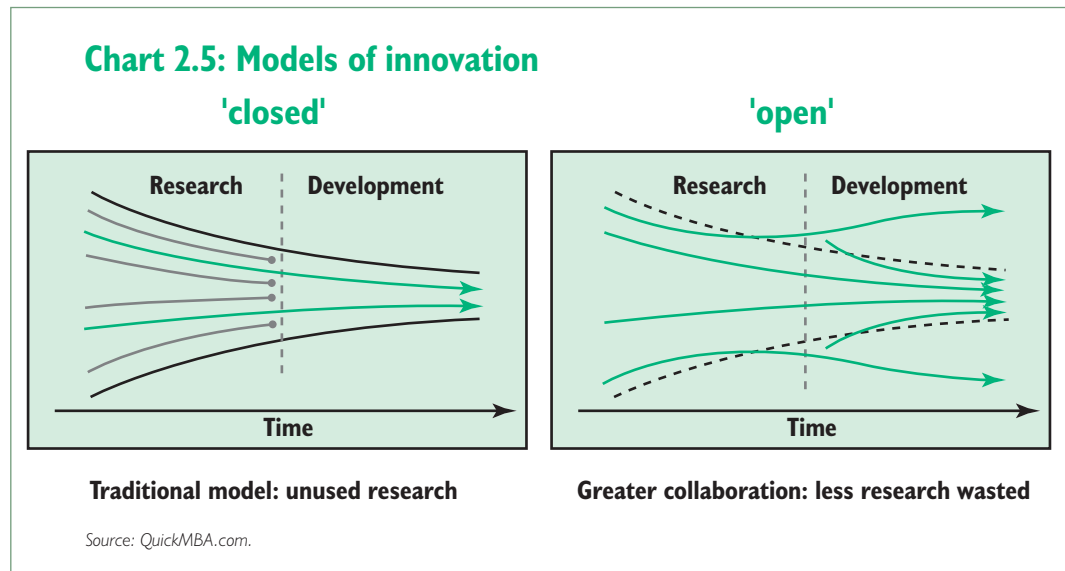 Chart 2.5: Models of innovation
'closed'
'open'
Research
Development
Time
Research
Development
Time
Traditional model: unused research
Greater collaboration: less research wasted
Source: QuickMBA.com.